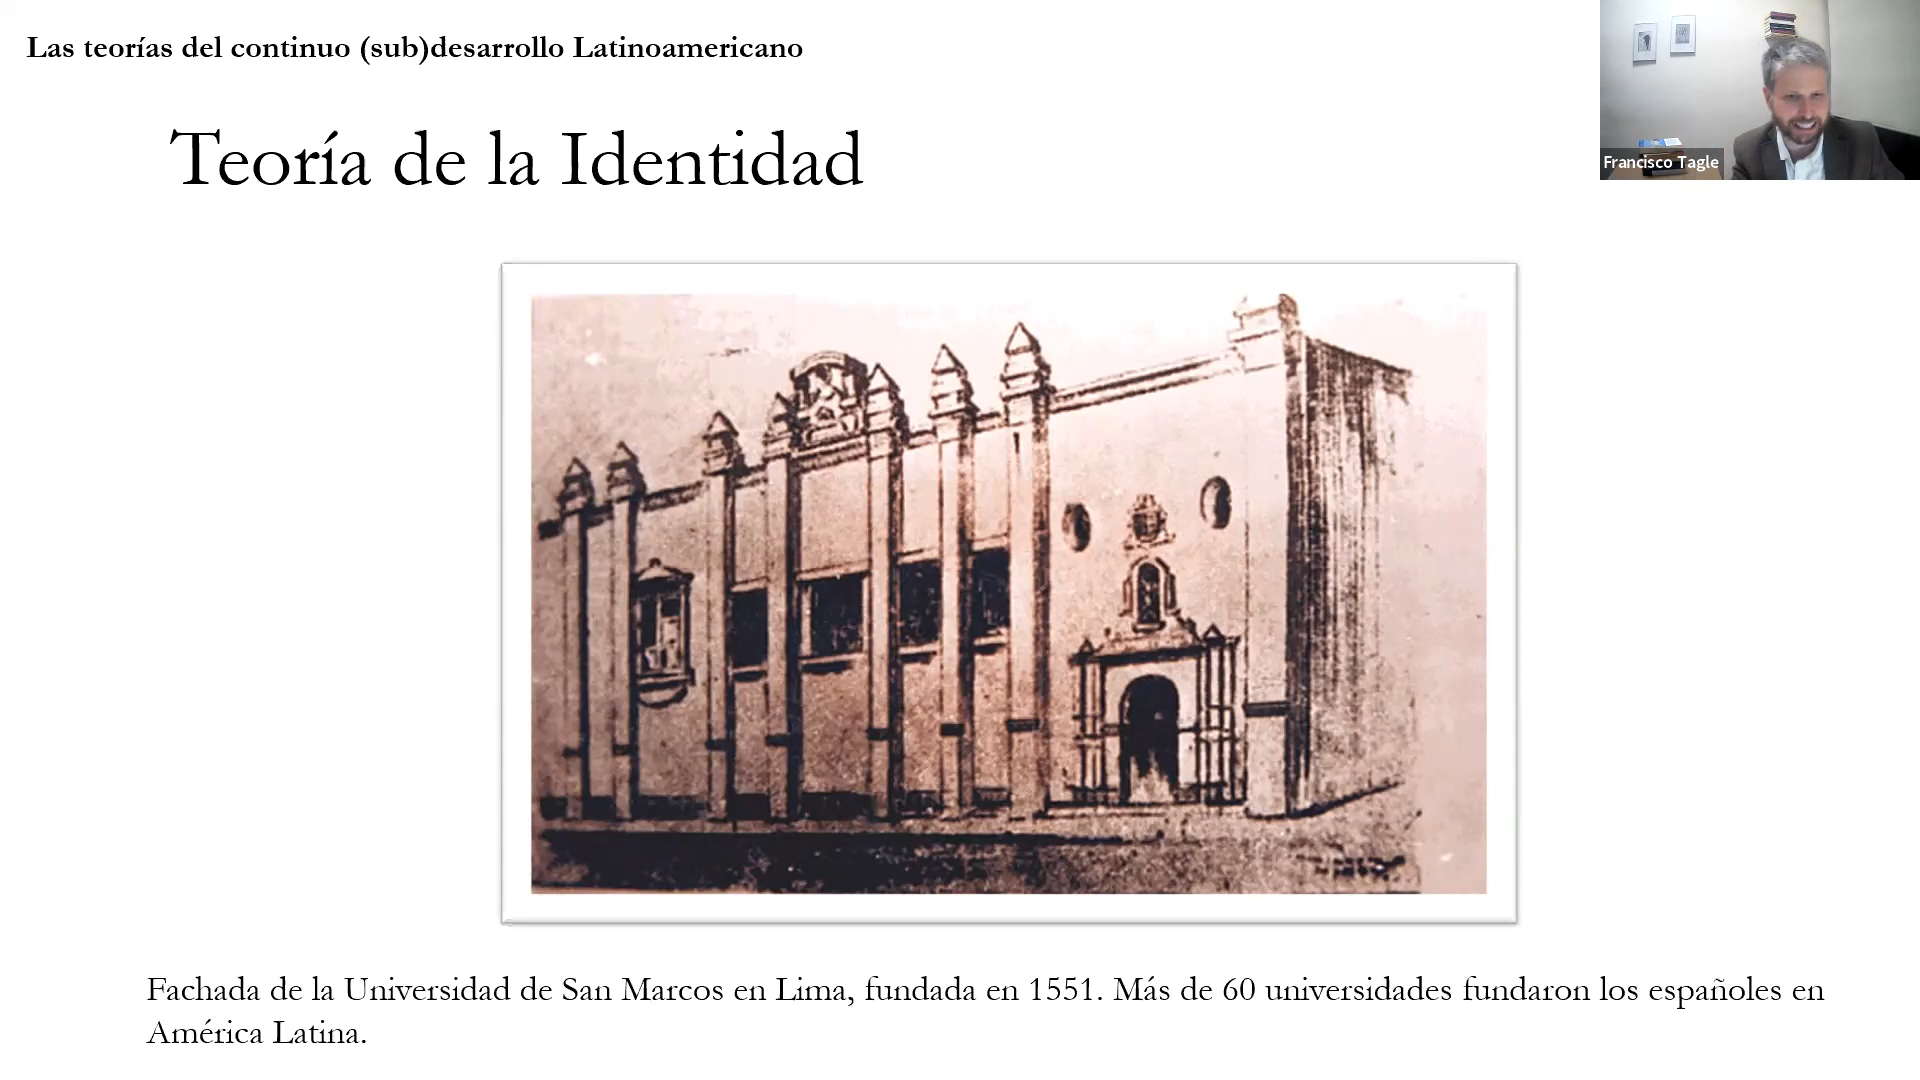 Las teorías del continuo (sub)desarrollo Latinoamericano
Teoría de la Identidad
Francisco Tagle
Fachada de la Universidad de San Marcos en Lima, fundada en 1551. Más de 60 universidades fundaron los españoles en
América Latina.